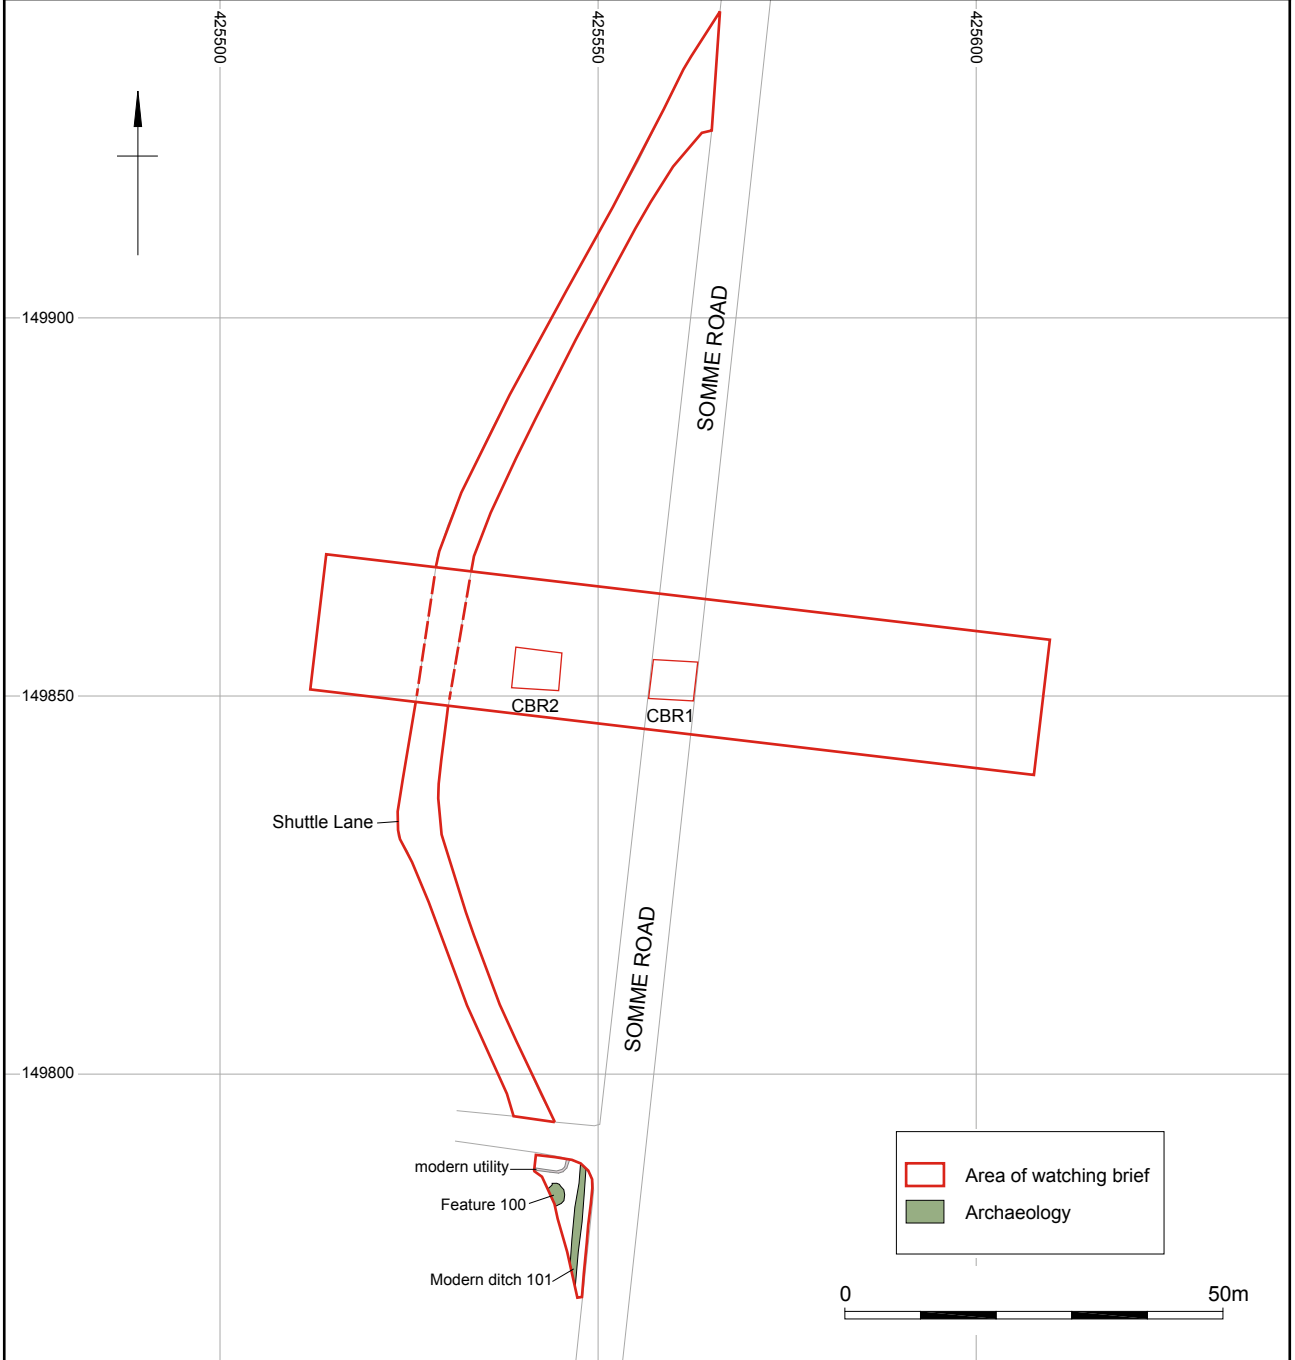 425500
425550
425600
149900
SOMME ROAD
149850
CBR2
CBR1
Shuttle Lane
SOMME ROAD
149800
modern utility
Feature 100
Modern ditch 101
Area of watching brief
Archaeology
0
50m